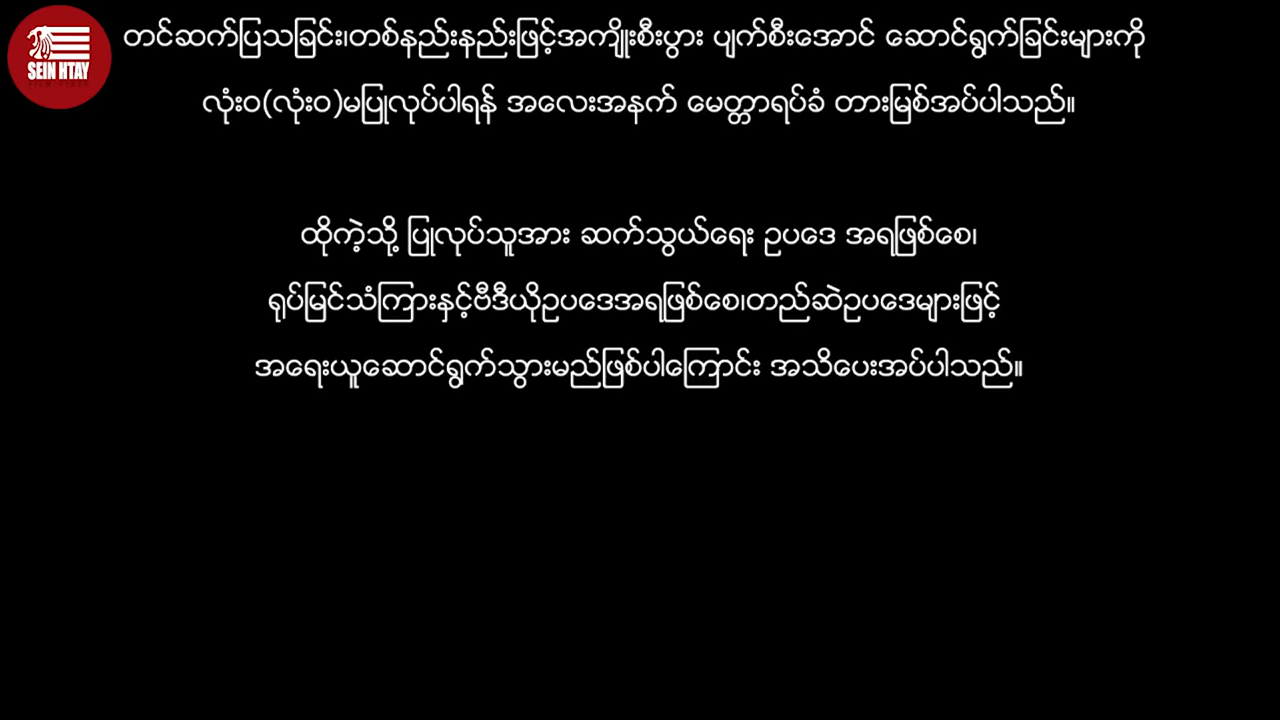 SEIN HTAY
တင်ဆက်ပြသခြင်း၊တစ်နည်းနည်းဖြင့်အကျိုးစီးပွား ပျက်စီးအောင် ဆောင်ရွက်ခြင်းများကို
လုံးဝ(လုံးဝ)မပြုလုပ်ပါရန် အလေးအနက် မေတ္တာရပ်ခံ တားမြစ်အပ်ပါသည်။
ထိုကဲ့သို့ ပြုလုပ်သူအား ဆက်သွယ်ရေး ဥပဒေ အရဖြစ်စေ၊
ရုပ်မြင်သံကြားနှင့်ဗီဒီယိုဥပဒေအရဖြစ်စေ၊တည်ဆဲဥပဒေများဖြင့်
အရေးယူဆောင်ရွက်သွားမည်ဖြစ်ပါကြောင်း အသိပေးအပ်ပါသည်။